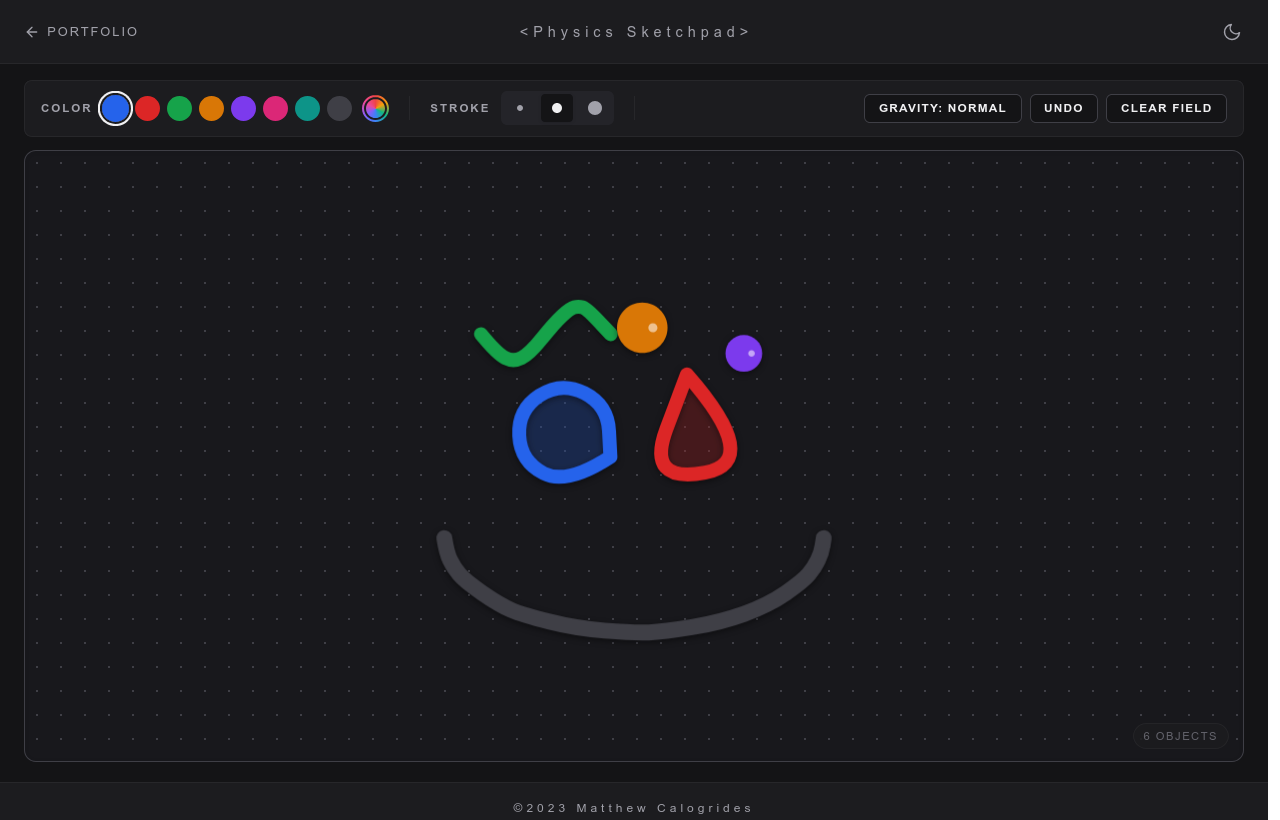 PORTFOLIO
<Physics Sketchpad>
COLOR
STROKE
GRAVITY: NORMAL
UNDO
CLEAR FIELD
6 OBJECTS
©2023 Matthew Calogrides